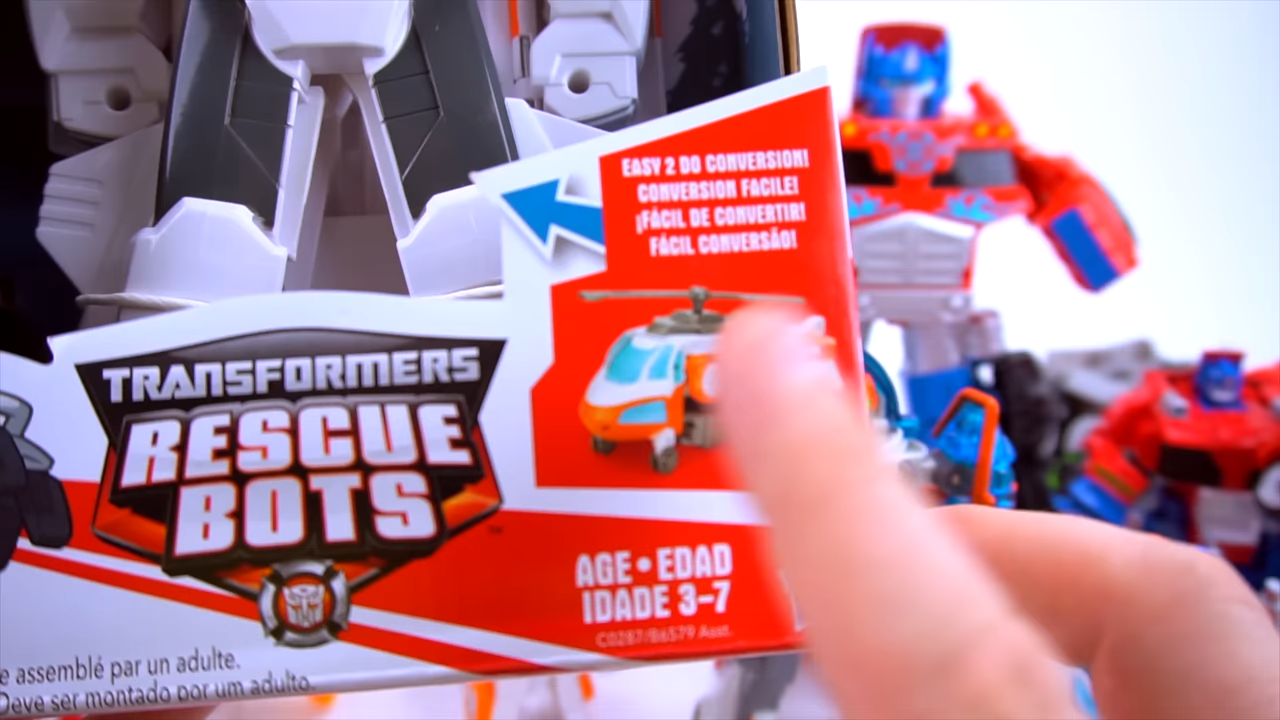 EASY 2 DO CONVERSION!
CONVERSION FACILE!
¡FÁCIL DE CONVERTIR!
FÁCIL CONVERSÃO!
TRANSFORMERS
RESCUE
BOTS
AGE • EDAD
IDADE 3-7
C0287/B6579 Asst.
e assemblé par un adulte.
Deve ser montado por um adulto.